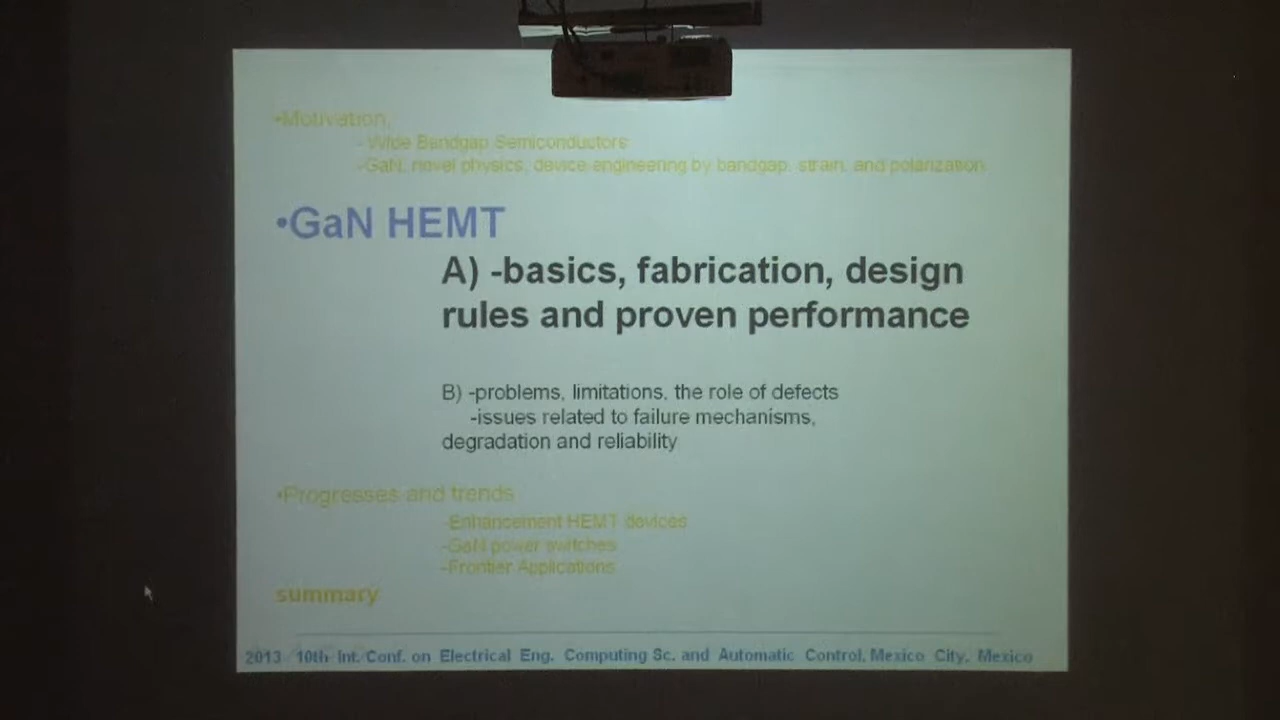 •Motivation,
- Wide Bandgap Semiconductors
-GaN, novel physics, device engineering by bandgap, strain, and polarization
•GaN HEMT
A) -basics, fabrication, design
rules and proven performance
B) -problems, limitations, the role of defects
-issues related to failure mechanisms,
degradation and reliability
•Progresses and trends
-Enhancement HEMT devices
-GaN power switches
-Frontier Applications
summary
2013 10th Int. Conf. on Electrical Eng. Computing Sc. and Automatic Control, Mexico City, Mexico